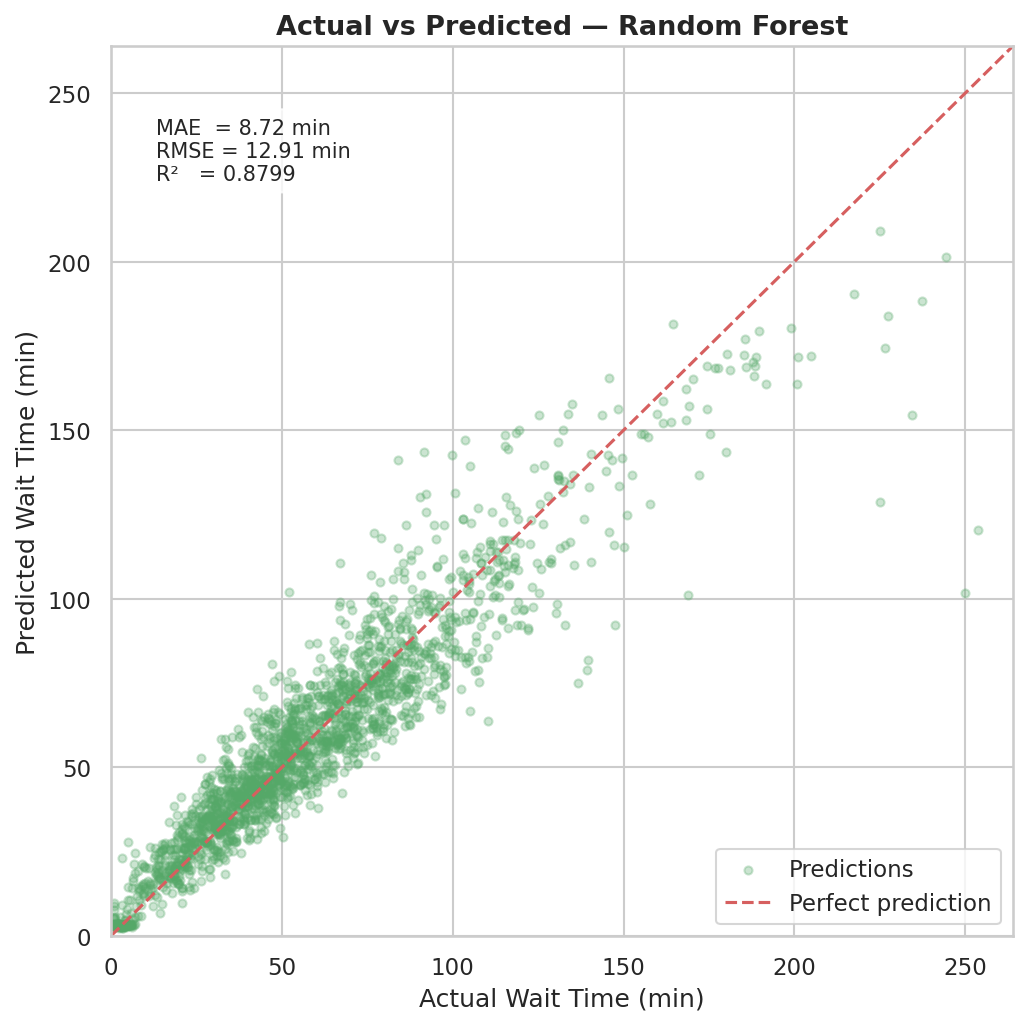 Actual vs Predicted — Random Forest
MAE  = 8.72 min
RMSE = 12.91 min
R²   = 0.8799
Predicted Wait Time (min)
250
200
150
100
50
0
0 50 100 150 200 250
Actual Wait Time (min)
Predictions
Perfect prediction